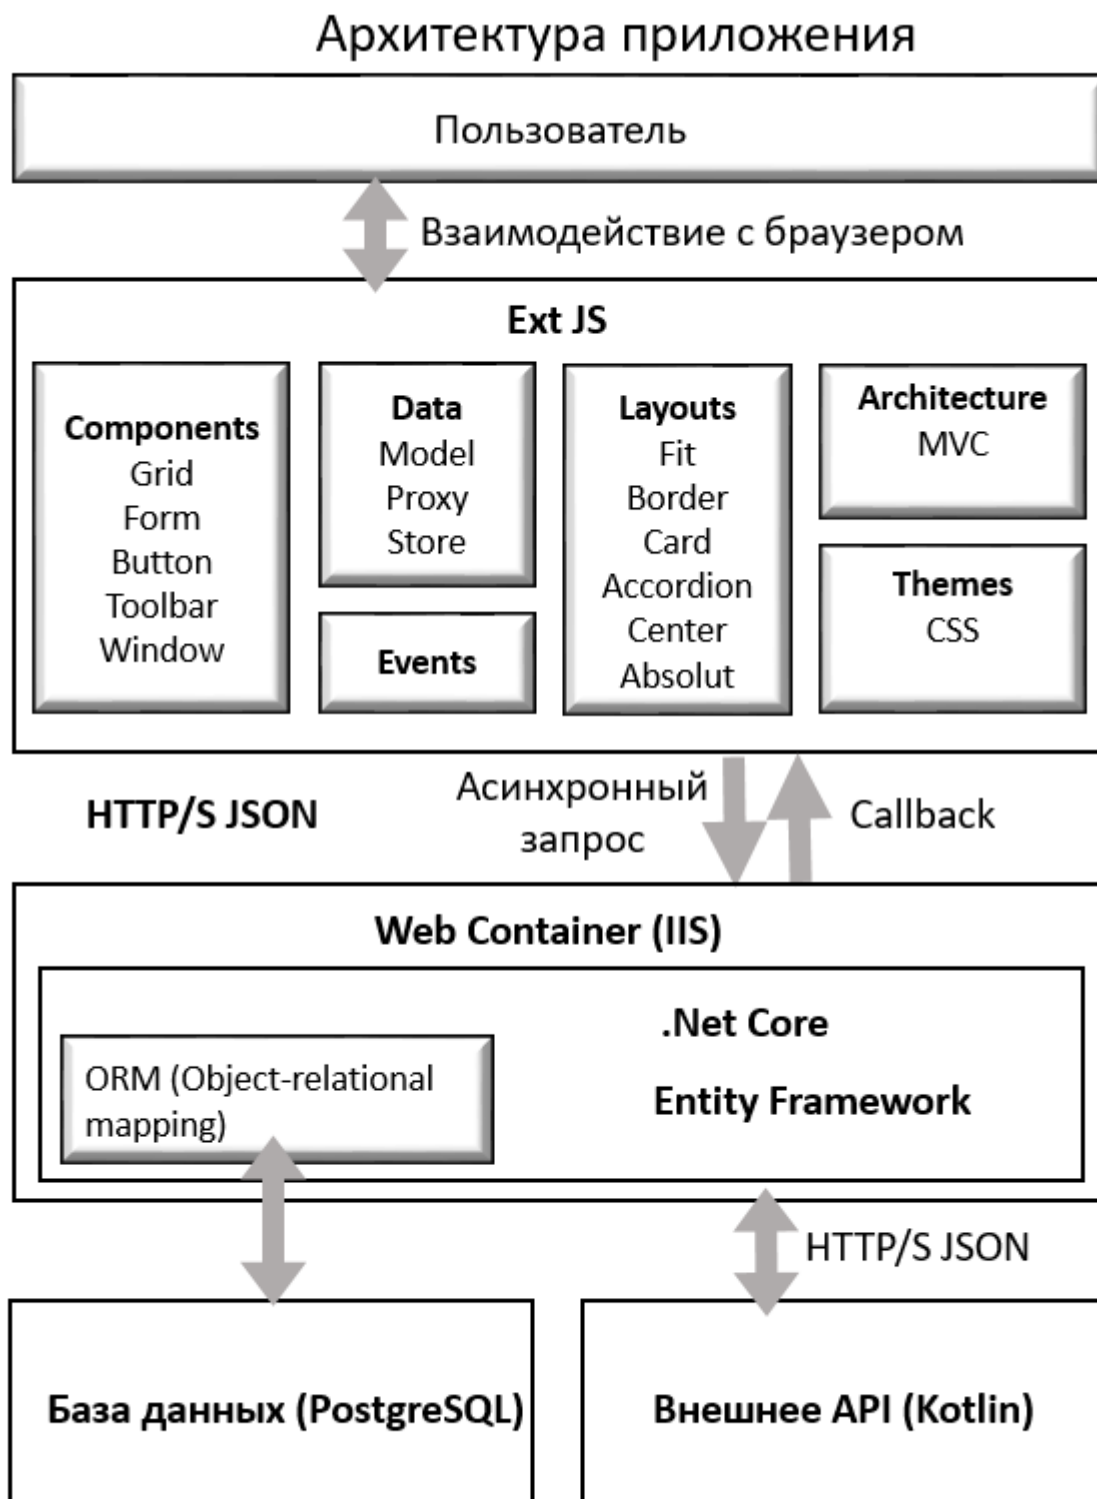 Архитектура приложения
Пользователь
Взаимодействие с браузером
Ext JS
Components
Grid
Form
Button
Toolbar
Window
Data
Model
Proxy
Store
Events
Layouts
Fit
Border
Card
Accordion
Center
Absolut
Architecture
MVC
Themes
CSS
HTTP/S JSON
Асинхронный
запрос
Callback
Web Container (IIS)
.Net Core
Entity Framework
ORM (Object-relational
mapping)
HTTP/S JSON
База данных (PostgreSQL)
Внешнее API (Kotlin)